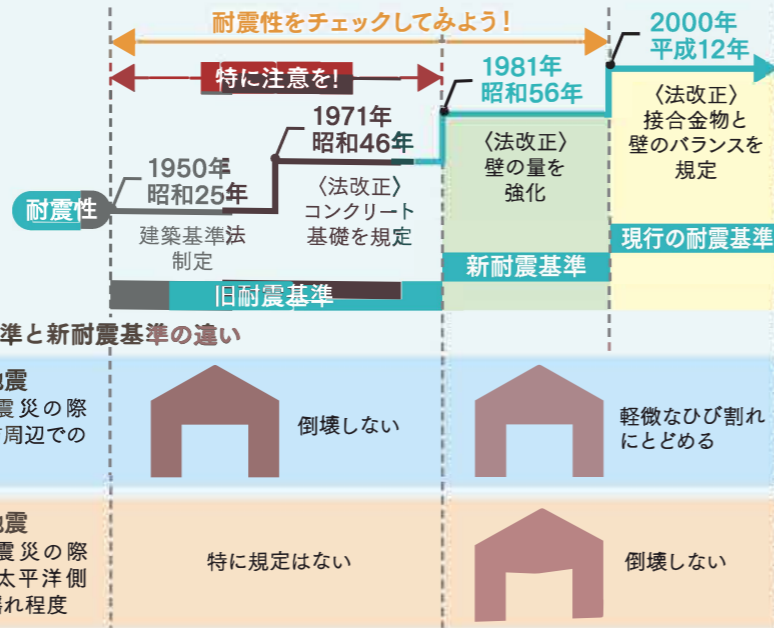 耐震性をチェックしてみよう!
特に注意を!
2000年
平成12年
1981年
昭和56年
1971年
昭和46年
1950年
昭和25年
耐震性
建築基準法
制定
〈法改正〉
コンクリート
基礎を規定
〈法改正〉
壁の量を
強化
〈法改正〉
接合金物と
壁のバランスを
規定
旧耐震基準
新耐震基準
現行の耐震基準
準と新耐震基準の違い
地震
震災の際
周辺での
倒壊しない
軽微なひび割れ
にとどめる
地震
震災の際
太平洋側
揺れ程度
特に規定はない
倒壊しない